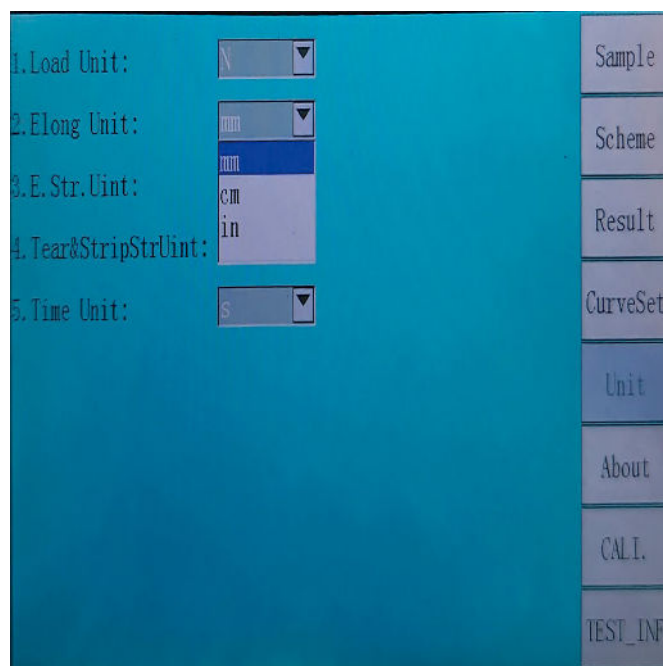 1.Load Unit:
N
2.Elong Unit:
mm
mm
cm
in
3.E.Str.Uint:
4.Tear&StripStrUint:
5.Time Unit:
s
Sample
Scheme
Result
CurveSet
Unit
About
CALI.
TEST_INF